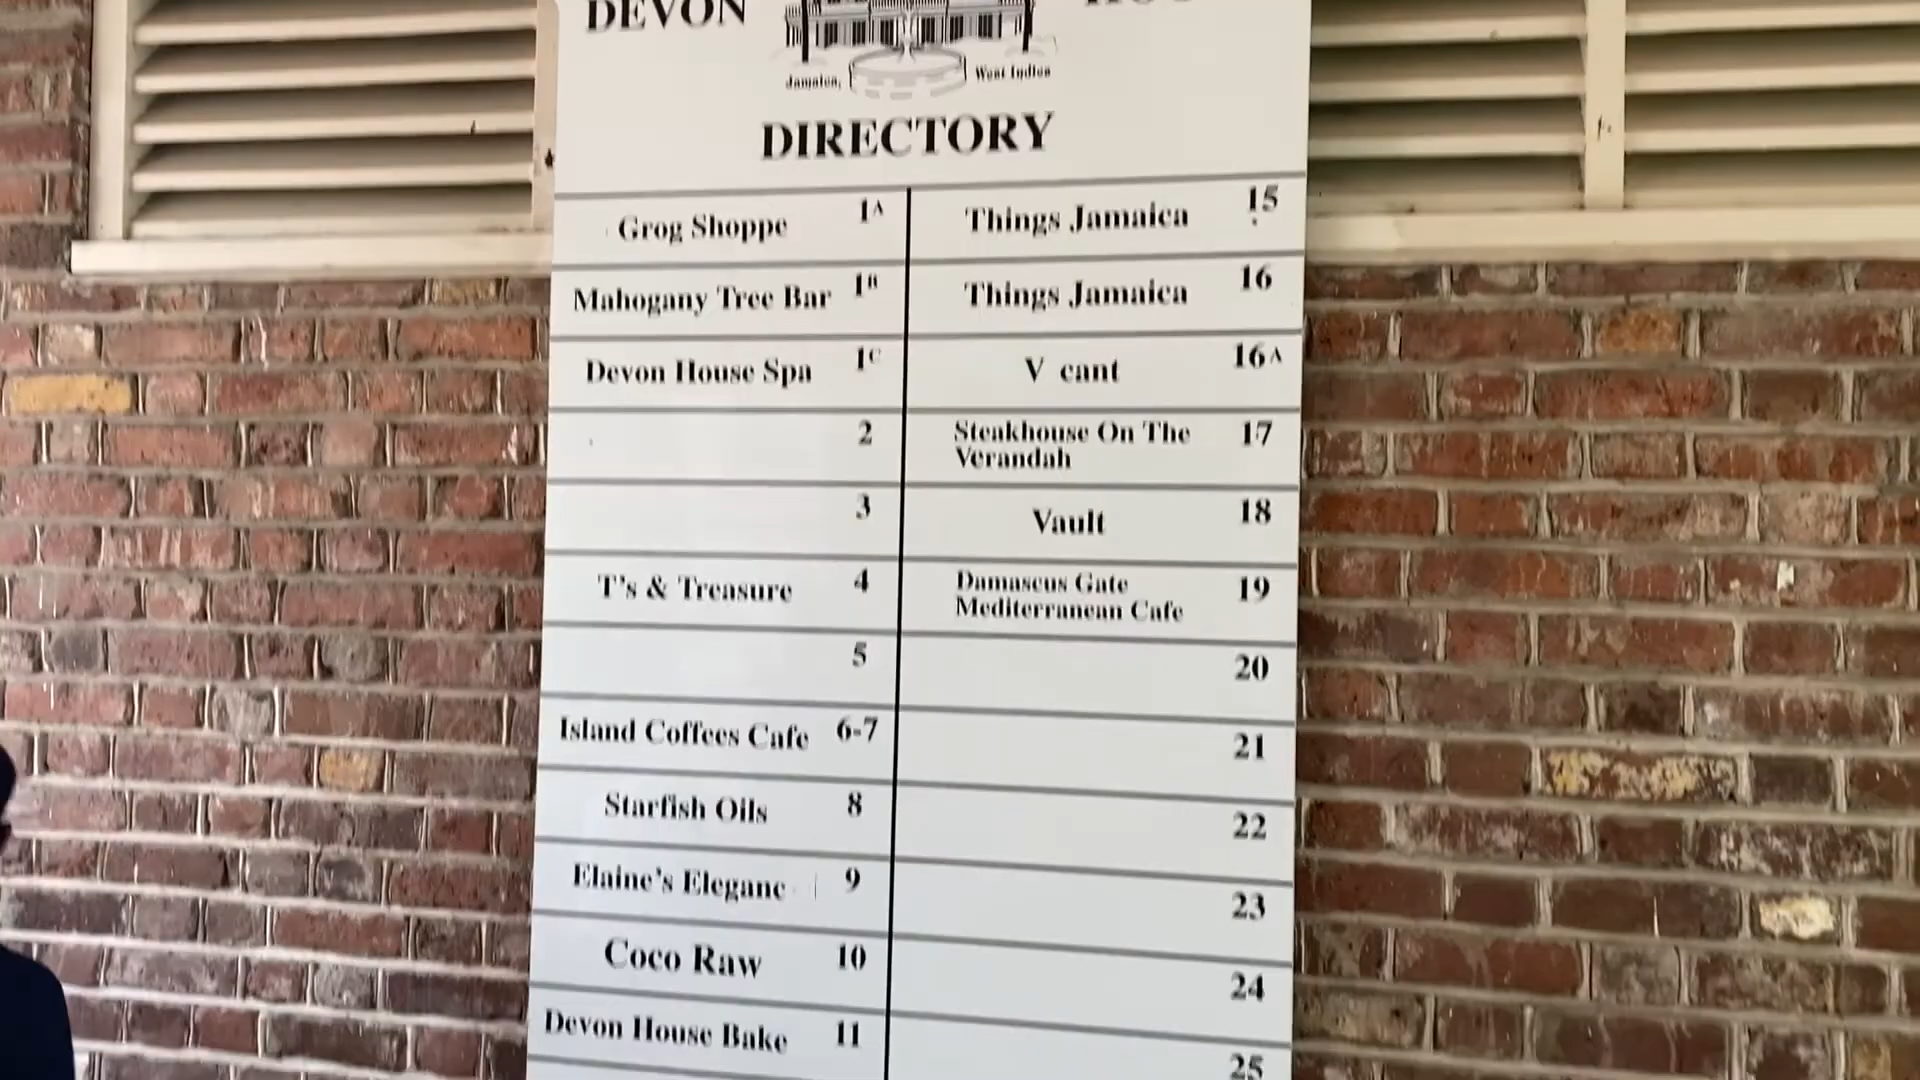 DEVON
Jamaica, West Indies
DIRECTORY
Grog Shoppe 1A
Mahogany Tree Bar 1B
Devon House Spa 1C
2
3
T's & Treasure 4
5
Island Coffees Cafe 6-7
Starfish Oils 8
Elaine's Eleganc 9
Coco Raw 10
Devon House Bake 11
Things Jamaica 15
Things Jamaica 16
V cant 16A
Steakhouse On The
Verandah 17
Vault 18
Damascus Gate
Mediterranean Cafe 19
20
21
22
23
24
25